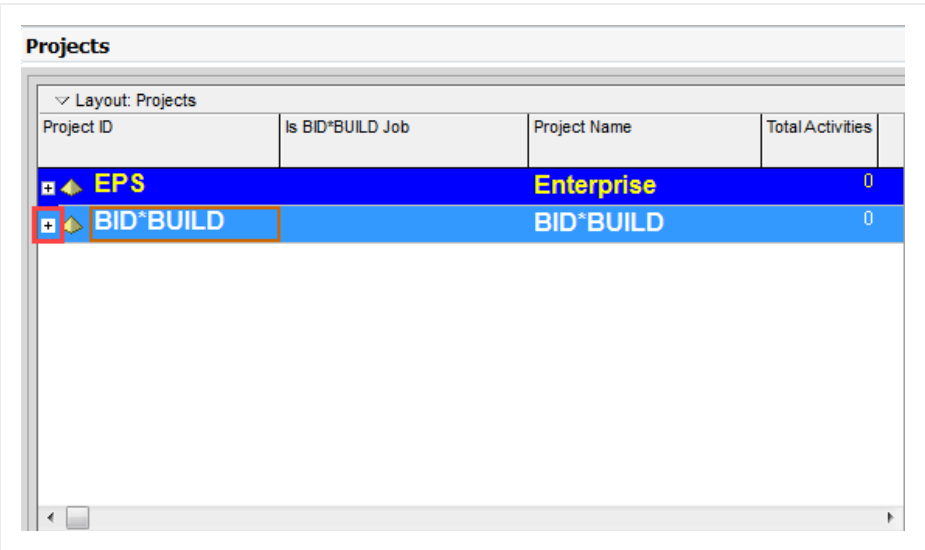 Projects
Layout: Projects
Project ID Is BID*BUILD Job Project Name Total Activities
EPS Enterprise 0
BID*BUILD BID*BUILD 0